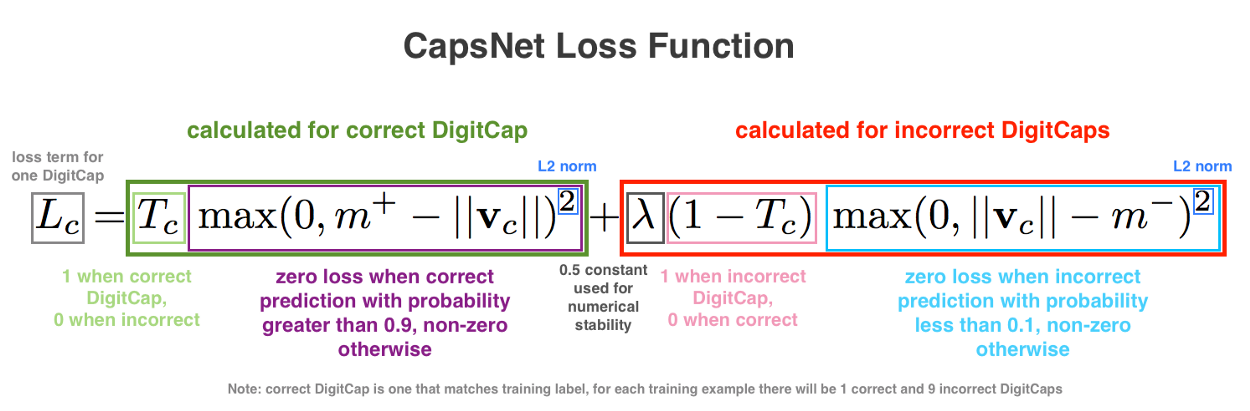 CapsNet Loss Function
calculated for correct DigitCap
calculated for incorrect DigitCaps
loss term for
one DigitCap
L2 norm
L2 norm
L_c = T_c max(0, m^+ − ||v_c||)^2 + λ (1 − T_c) max(0, ||v_c|| − m^−)^2
1 when correct
DigitCap,
0 when incorrect
zero loss when correct
prediction with probability
greater than 0.9, non-zero
otherwise
0.5 constant
used for
numerical
stability
1 when incorrect
DigitCap,
0 when correct
zero loss when incorrect
prediction with probability
less than 0.1, non-zero
otherwise
Note: correct DigitCap is one that matches training label, for each training example there will be 1 correct and 9 incorrect DigitCaps